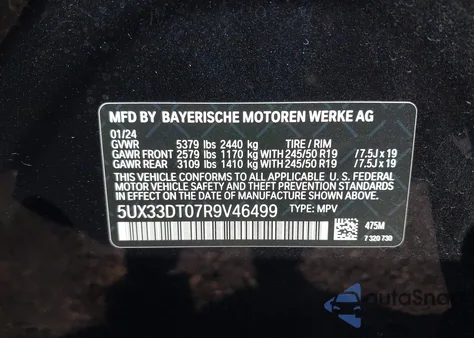 MFD BY BAYERISCHE MOTOREN WERKE AG
01/24
GVWR 5379 lbs 2440 kg TIRE / RIM
GAWR FRONT 2579 lbs 1170 kg WITH 245/50 R19 /7.5J x 19
GAWR REAR 3109 lbs 1410 kg WITH 245/50 R19 /7.5J x 19
THIS VEHICLE CONFORMS TO ALL APPLICABLE U. S. FEDERAL
MOTOR VEHICLE SAFETY AND THEFT PREVENTION STANDARDS
IN EFFECT ON THE DATE OF MANUFACTURE SHOWN ABOVE.
5UX33DT07R9V46499 TYPE: MPV
475M
7 320 730
AutoSnap